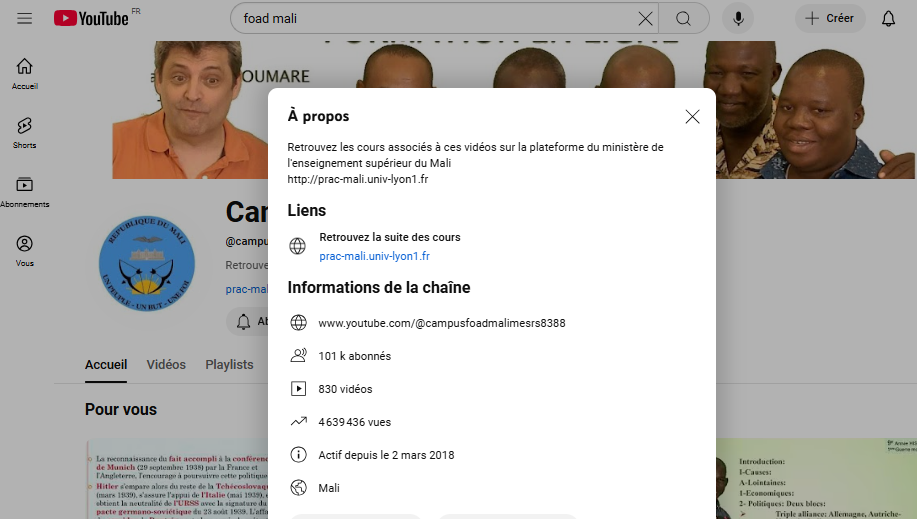 YouTube FR
foad mali
Créer
FORMATION EN LIGNE
OUMARE
Accueil
Shorts
Abonnements
Vous
À propos
Retrouvez les cours associés à ces vidéos sur la plateforme du ministère de
l'enseignement supérieur du Mali
http://prac-mali.univ-lyon1.fr
Liens
Retrouvez la suite des cours
prac-mali.univ-lyon1.fr
Informations de la chaîne
www.youtube.com/@campusfoadmalimesrs8388
101 k abonnés
830 vidéos
4 639 436 vues
Actif depuis le 2 mars 2018
Mali
REPUBLIQUE DU MALI
UN PEUPLE - UN BUT - UNE FOI
Cam
@campu
Retrouve
prac-mal
Ab
Accueil
Vidéos
Playlists
Pour vous
La reconnaissance du fait accompli à la conférenc
de Munich (29 septembre 1938) par la France et
l'Angleterre, l'encourage à poursuivre cette politique
Hitler s'empare alors du reste de la Tchécoslovaqu
(mars 1939), s'assure l'appui de l'Italie (mai 1939), e
obtient la neutralité de l'URSS avec la signature du
pacte germano-soviétique du 23 août 1939. L'affa
Introduction:
I-Causes:
A-Lointaines:
1-Economiques:
2- Politiques: Deux blocs:
Triple alliance: Allemagne, Autriche-